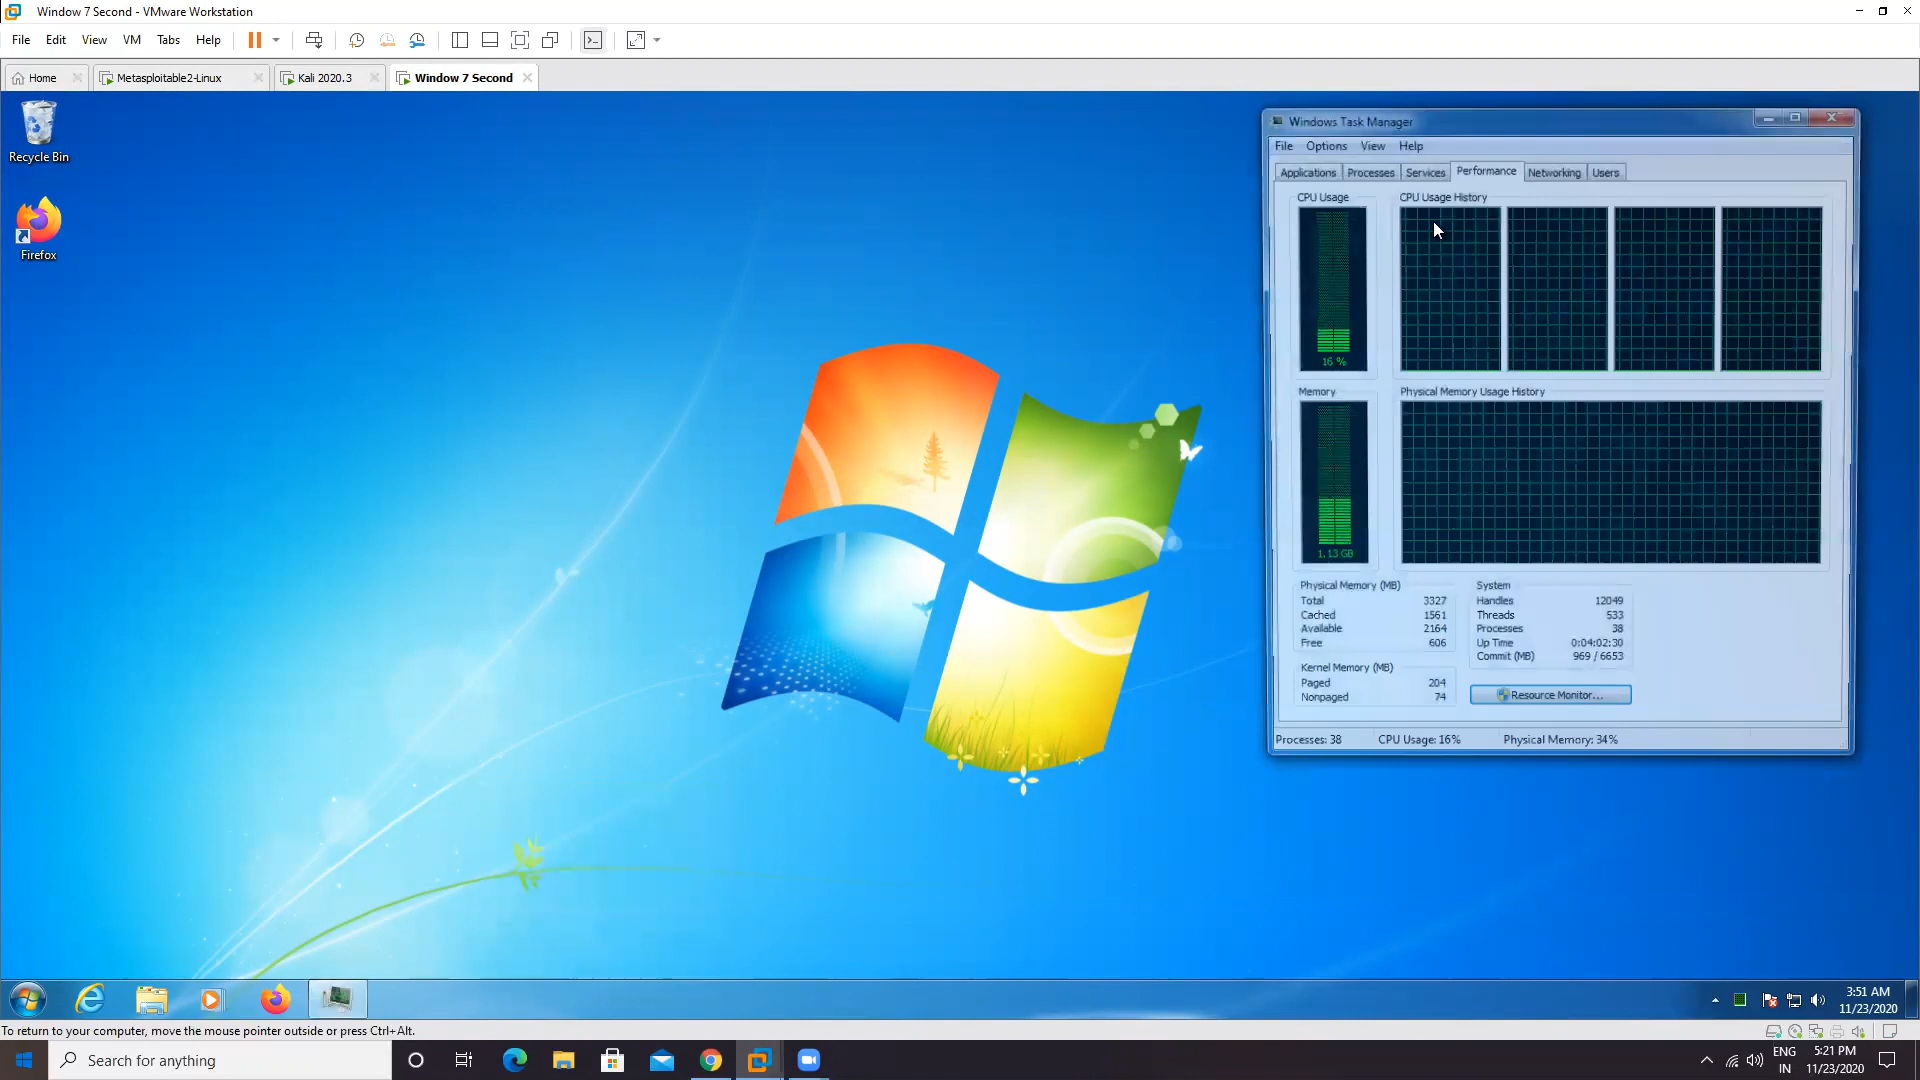 Window 7 Second - VMware Workstation
File Edit View VM Tabs Help
Home Metasploitable2-Linux Kali 2020.3 Window 7 Second
Recycle Bin
Firefox
Windows Task Manager
File Options View Help
Applications Processes Services Performance Networking Users
CPU Usage CPU Usage History
16 %
Memory Physical Memory Usage History
1.13 GB
Physical Memory (MB) System
Total 3327 Handles 12049
Cached 1561 Threads 533
Available 2164 Processes 38
Free 606 Up Time 0:04:02:30
Commit (MB) 969 / 6653
Kernel Memory (MB)
Paged 204
Nonpaged 74
Resource Monitor...
Processes: 38 CPU Usage: 16% Physical Memory: 34%
3:51 AM
11/23/2020
To return to your computer, move the mouse pointer outside or press Ctrl+Alt.
Search for anything
ENG
IN
5:21 PM
11/23/2020